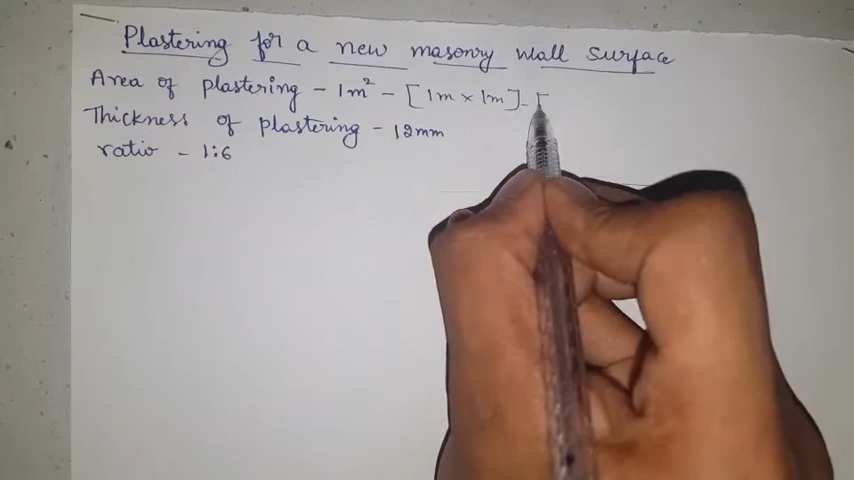 Plastering for a new masonry wall surface
Area of plastering - 1m² - [1m × 1m] - [
Thickness of plastering - 12mm
ratio - 1:6